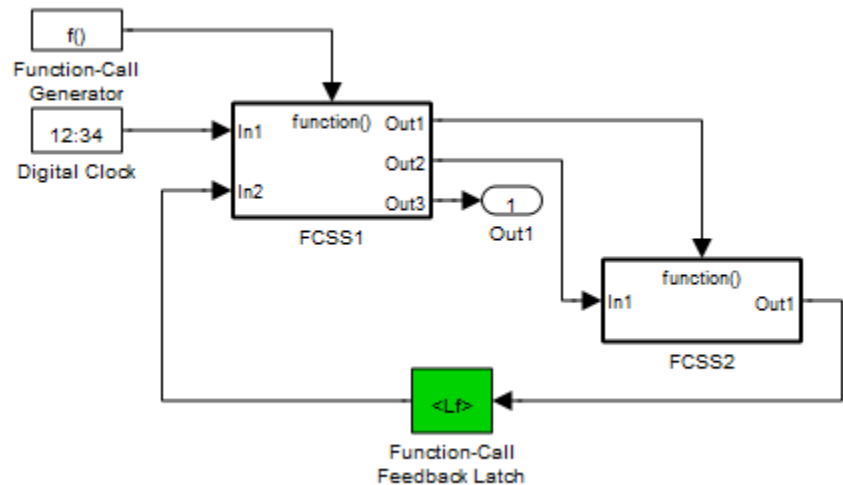 f()
Function-Call
Generator
12:34
Digital Clock
function()
In1
In2
Out1
Out2
Out3
FCSS1
1
Out1
function()
In1
Out1
FCSS2
<Lf>
Function-Call
Feedback Latch